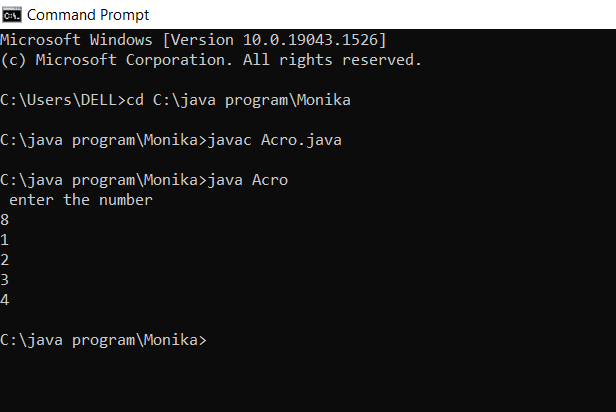 Command Prompt
Microsoft Windows [Version 10.0.19043.1526]
(c) Microsoft Corporation. All rights reserved.
C:\Users\DELL>cd C:\java program\Monika
C:\java program\Monika>javac Acro.java
C:\java program\Monika>java Acro
 enter the number
8
1
2
3
4
C:\java program\Monika>